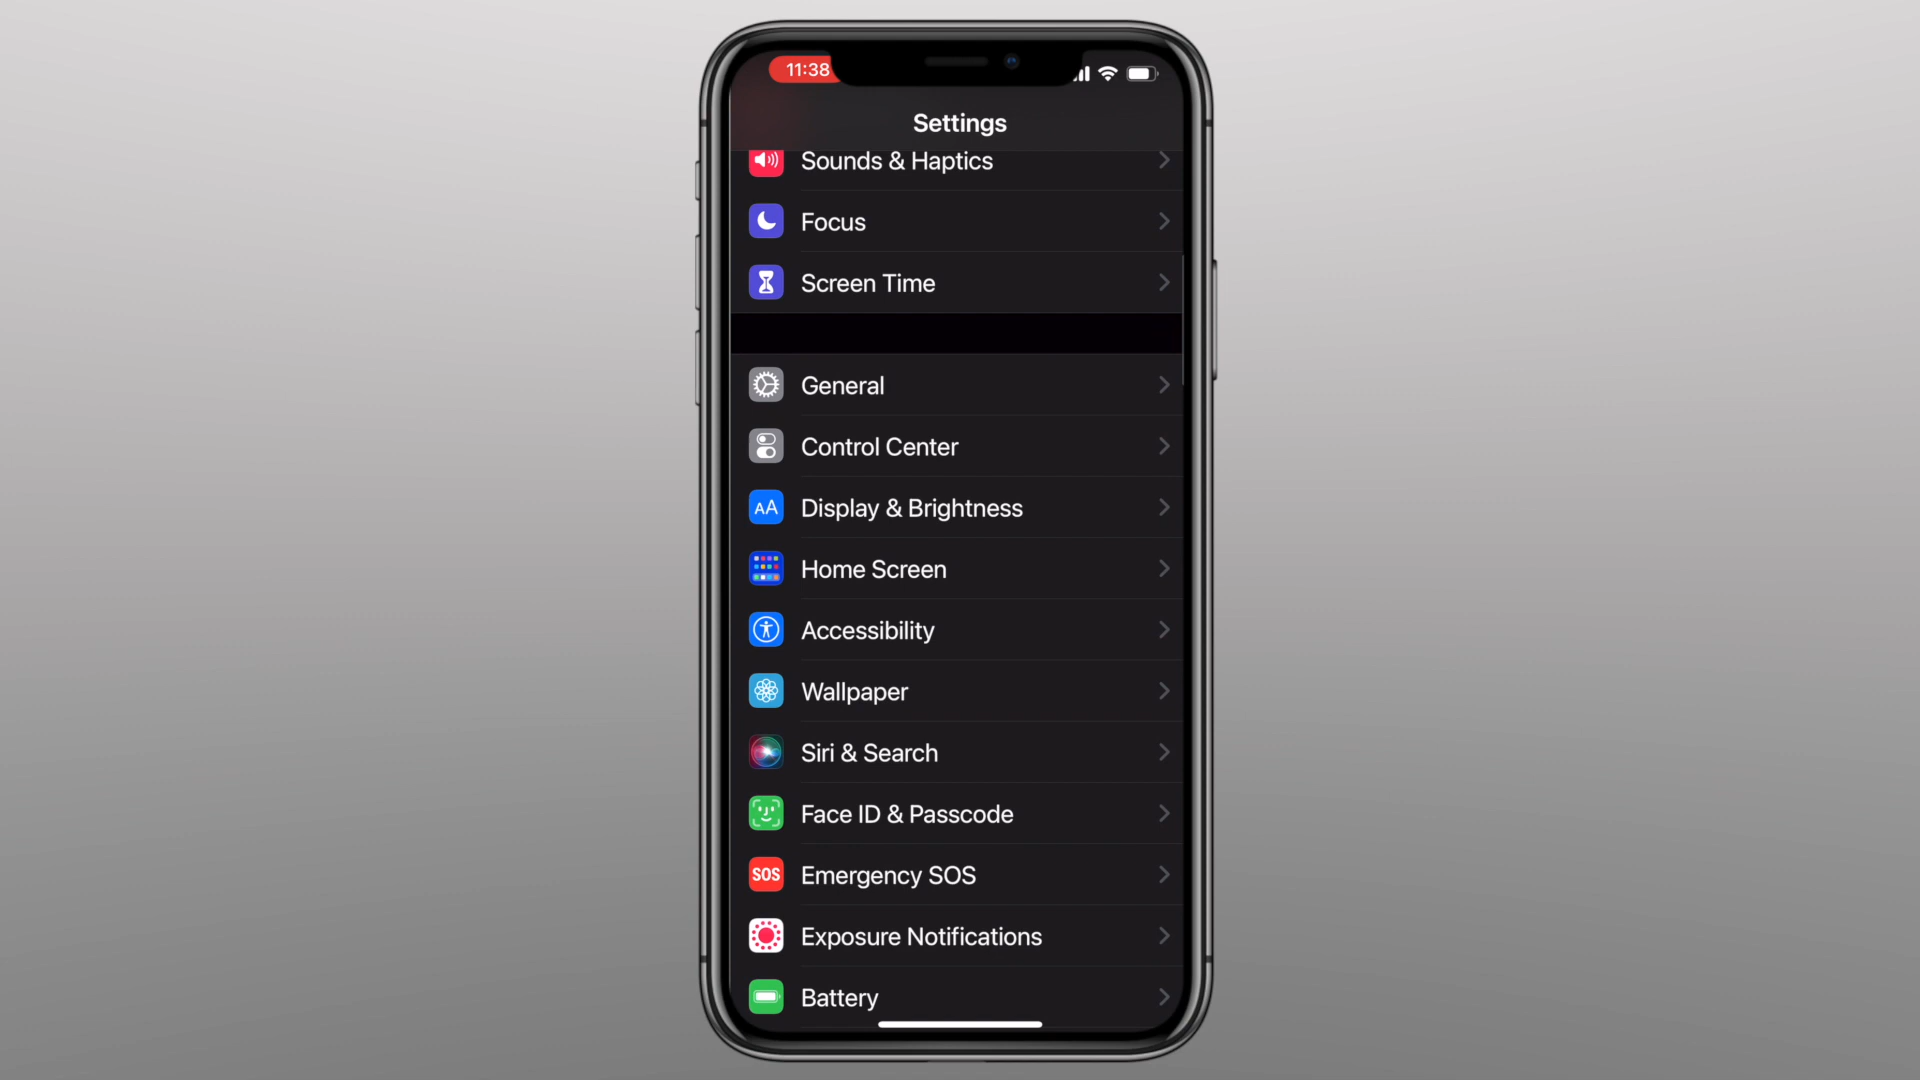 11:38
Settings
Sounds & Haptics
Focus
Screen Time
General
Control Center
AA Display & Brightness
Home Screen
Accessibility
Wallpaper
Siri & Search
Face ID & Passcode
SOS Emergency SOS
Exposure Notifications
Battery